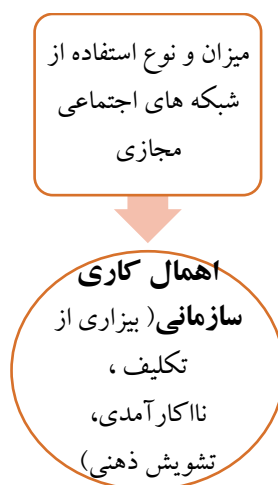 میزان و نوع استفاده از
شبکه های اجتماعی
مجازی
اهمال کاری
سازمانی( بیزاری از
تکلیف ،
ناکارآمدی،
تشویش ذهنی)